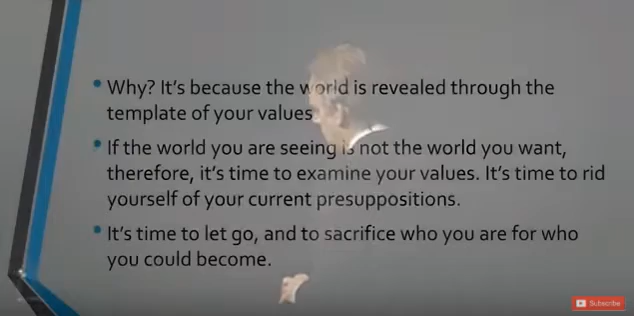 • Why? It's because the world is revealed through the
template of your values
• If the world you are seeing is not the world you want,
therefore, it's time to examine your values. It's time to rid
yourself of your current presuppositions.
• It's time to let go, and to sacrifice who you are for who
you could become.
Subscribe